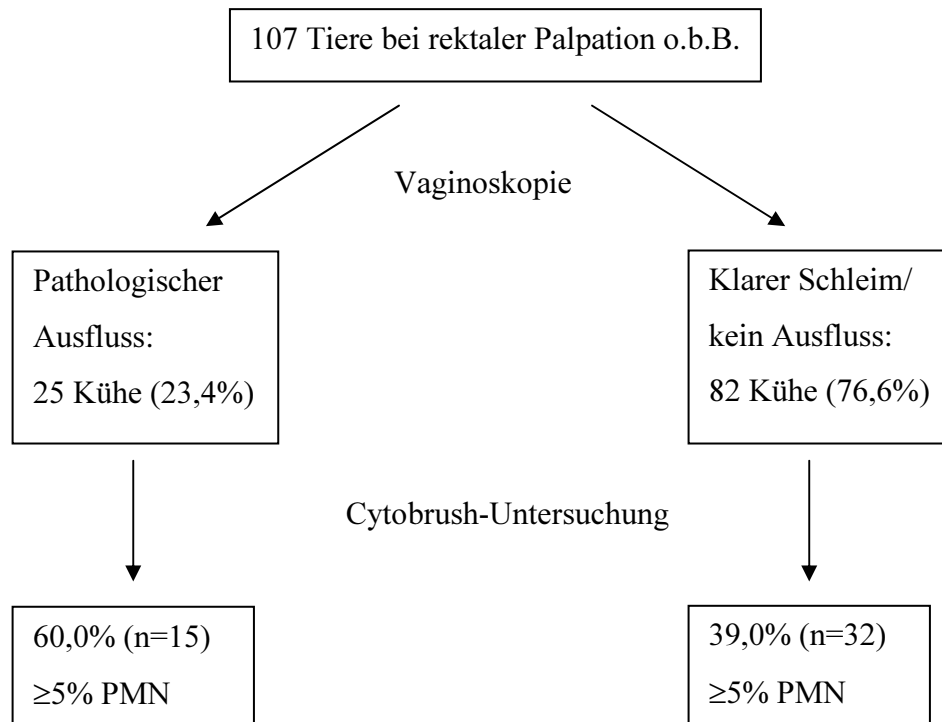 107 Tiere bei rektaler Palpation o.b.B.
Vaginoskopie
Pathologischer
Ausfluss:
25 Kühe (23,4%)
Klarer Schleim/
kein Ausfluss:
82 Kühe (76,6%)
Cytobrush-Untersuchung
60,0% (n=15)
≥5% PMN
39,0% (n=32)
≥5% PMN